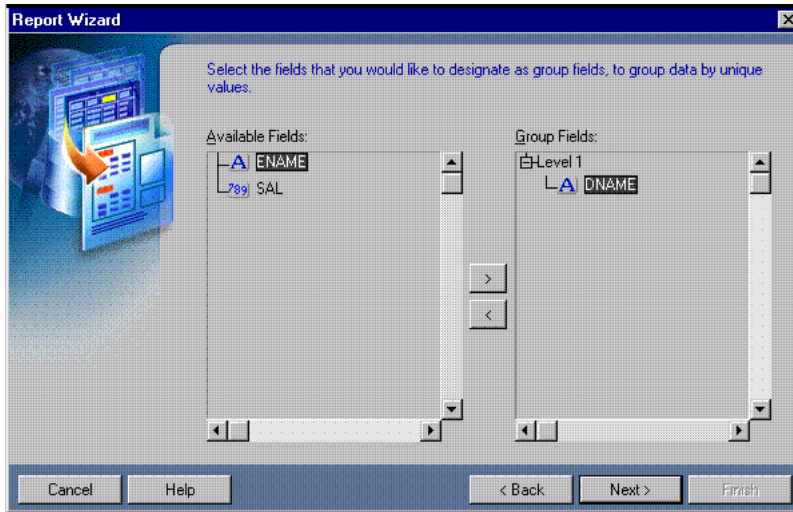 Report Wizard
Select the fields that you would like to designate as group fields, to group data by unique
values.
Available Fields:
Group Fields:
A ENAME
789 SAL
Level 1
A DNAME
>
<
Cancel
Help
< Back
Next >
Finish